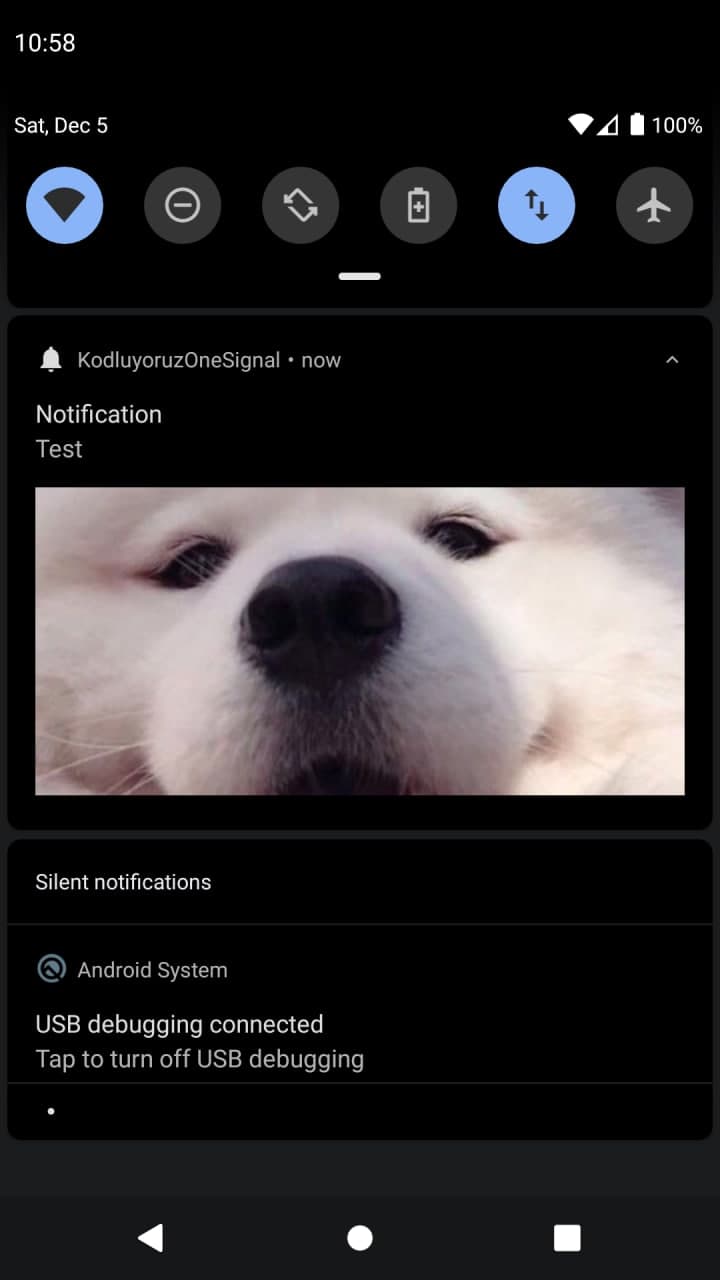 10:58
Sat, Dec 5
100%
KodluyoruzOneSignal • now
Notification
Test
Silent notifications
Android System
USB debugging connected
Tap to turn off USB debugging